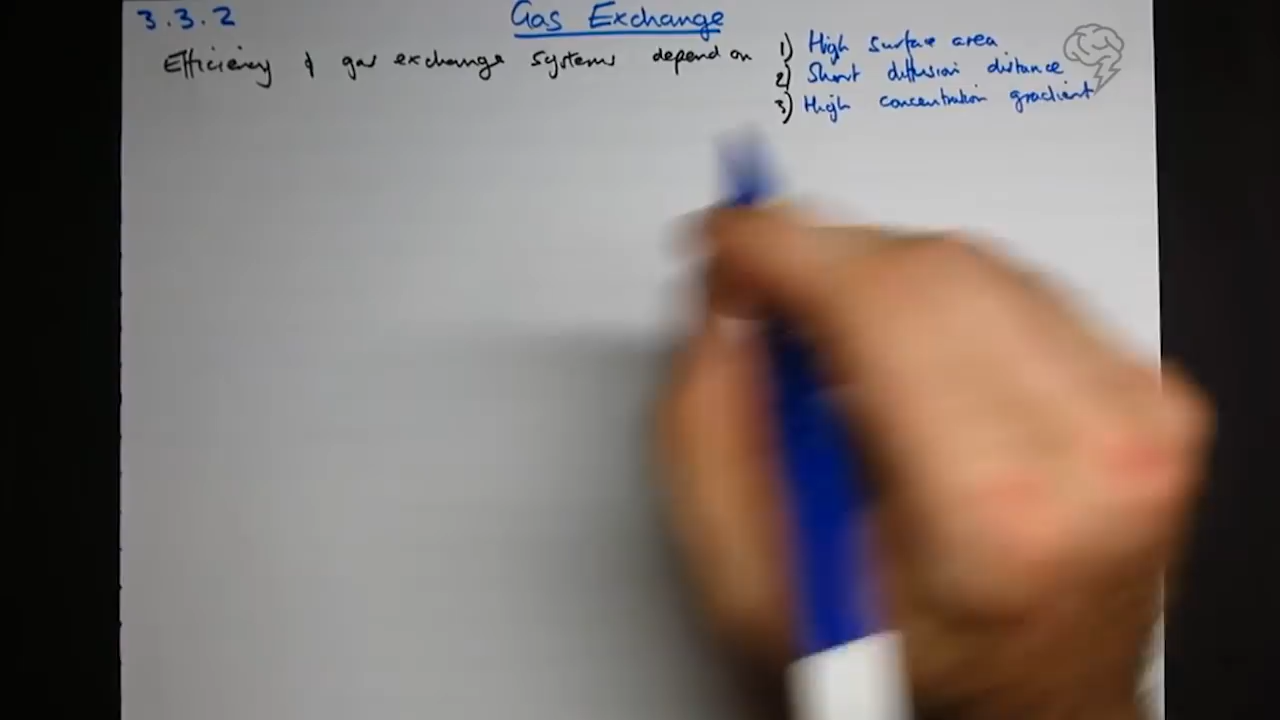 3.3.2
Gas Exchange
Efficiency of gas exchange systems depend on
1) High surface area
2) Short diffusion distance
3) High concentration gradient